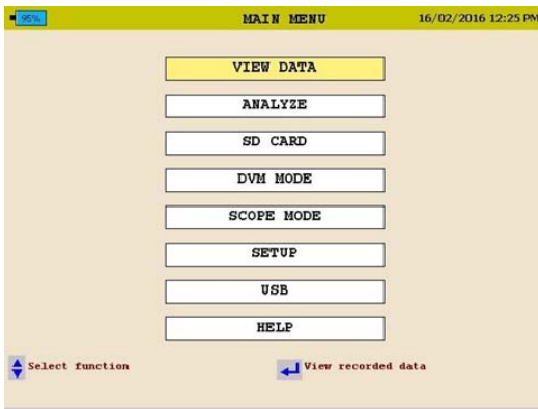 95% MAIN MENU 16/02/2016 12:25 PM
VIEW DATA
ANALYZE
SD CARD
DVM MODE
SCOPE MODE
SETUP
USB
HELP
Select function View recorded data